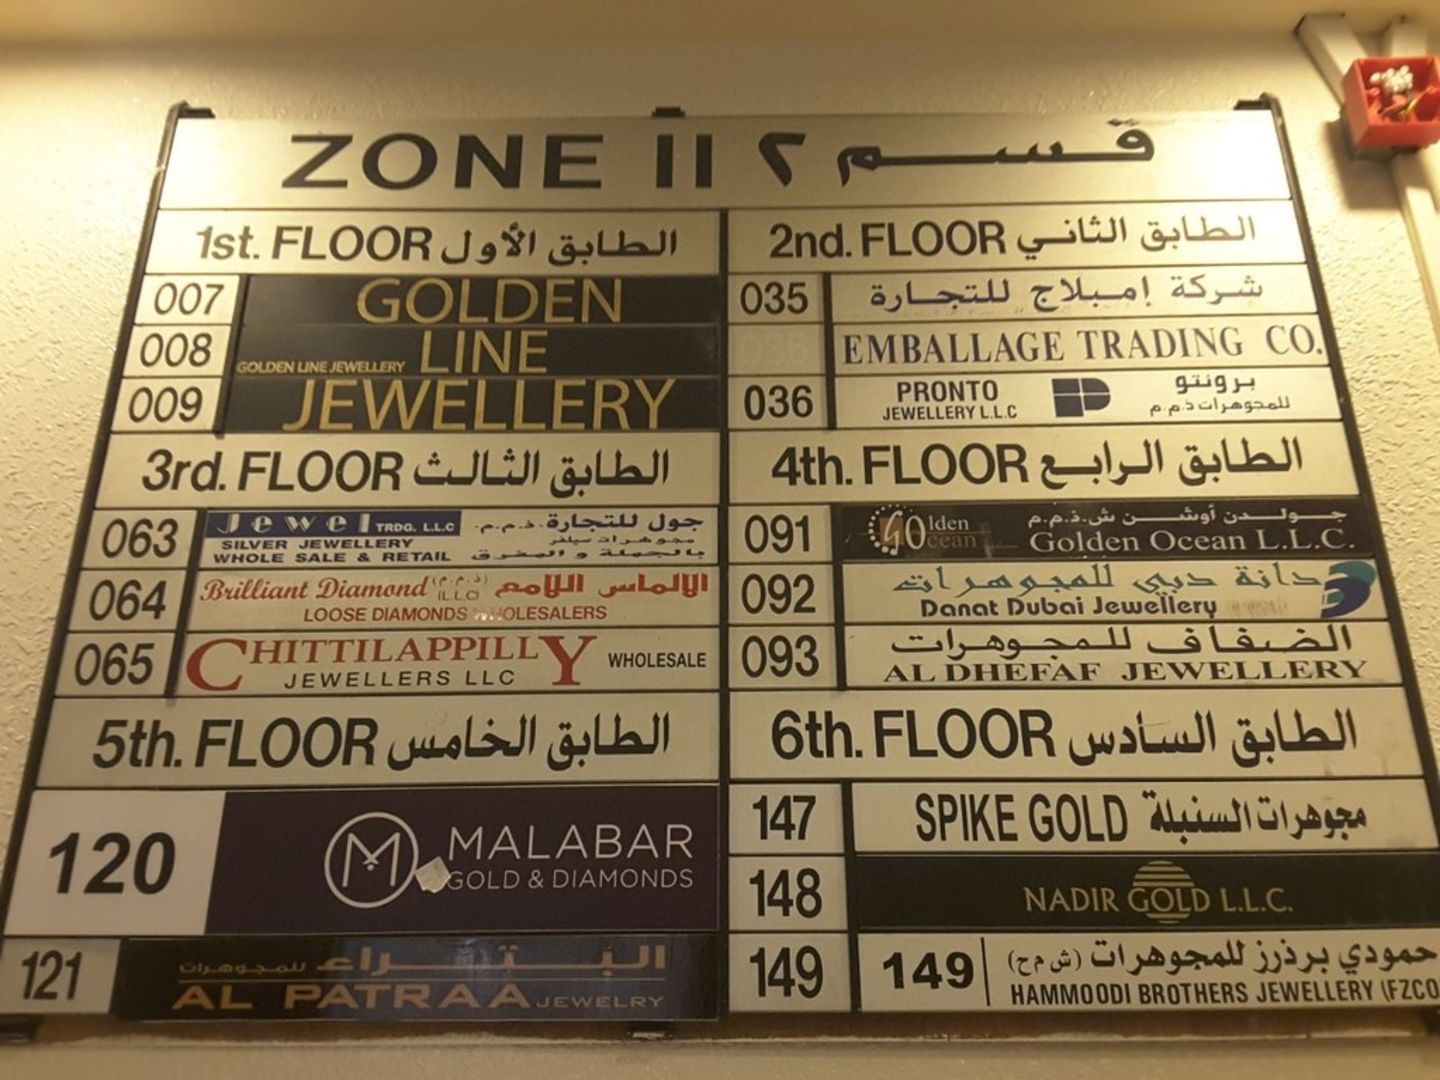 ZONE II قسم ٢
1st. FLOOR الطابق الأول
007 GOLDEN
008 GOLDEN LINE JEWELLERY LINE
009 JEWELLERY
2nd. FLOOR الطابق الثاني
035 شركة إمبلاج للتجارة
036 EMBALLAGE TRADING CO.
036 PRONTO برونتو
JEWELLERY L.L.C للمجوهرات ذ.م.م
3rd. FLOOR الطابق الثالث
063 Jewel TRDG. L.L.C جول للتجارة ذ.م.م.
SILVER JEWELLERY مجوهرات سيلفر
WHOLE SALE & RETAIL بالجملة و المفرق
064 Brilliant Diamond (L.L.C) (ذ.م.م) الالماس اللامع
LOOSE DIAMONDS WHOLESALERS
065 CHITTILAPPILLY WHOLESALE
JEWELLERS LLC
4th. FLOOR الطابق الرابع
091 Golden Ocean جولدن أوشن ش.ذ.م.م
Golden Ocean L.L.C.
092 دانة دبي للمجوهرات
Danat Dubai Jewellery
093 الضفاف للمجوهرات
AL DHEFAF JEWELLERY
5th. FLOOR الطابق الخامس
120 MALABAR
GOLD & DIAMONDS
121 البتراء للمجوهرات
AL PATRAA JEWELRY
6th. FLOOR الطابق السادس
147 SPIKE GOLD مجوهرات السنبلة
148 NADIR GOLD L.L.C.
149 149 حمودي برذرز للمجوهرات (ش م ح)
HAMMOODI BROTHERS JEWELLERY (FZCO